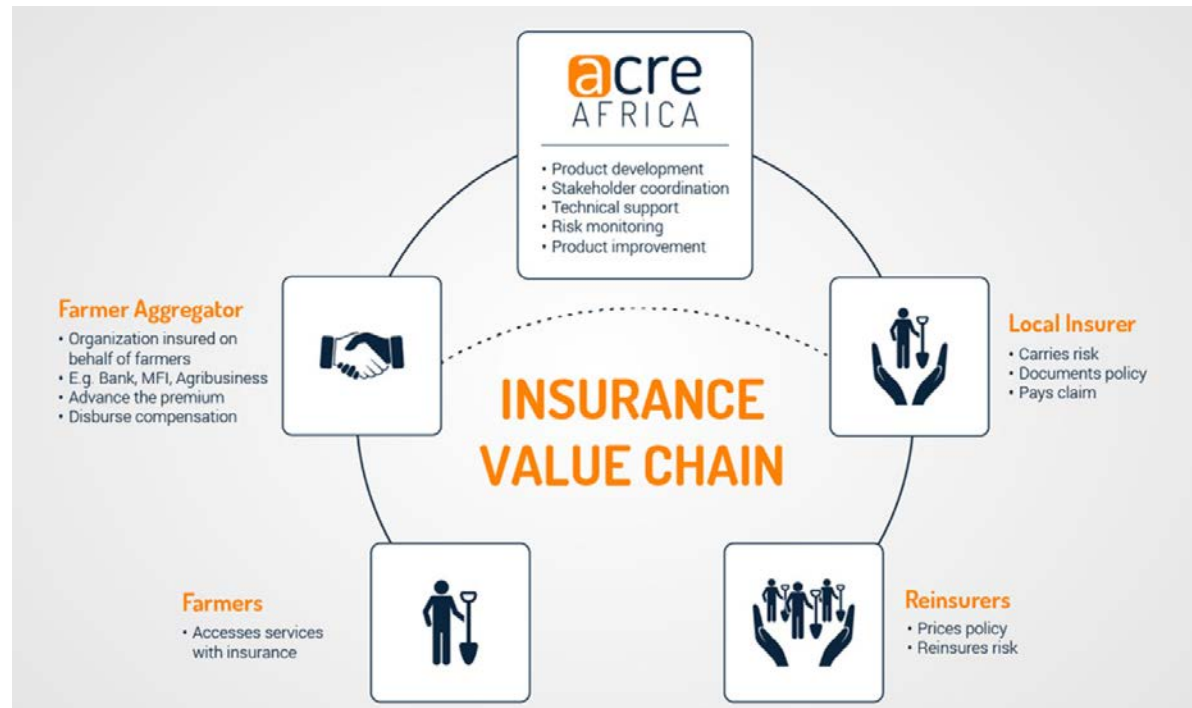 acre
AFRICA
• Product development
• Stakeholder coordination
• Technical support
• Risk monitoring
• Product improvement
Farmer Aggregator
• Organization insured on
behalf of farmers
• E.g. Bank, MFI, Agribusiness
• Advance the premium
• Disburse compensation
Local Insurer
• Carries risk
• Documents policy
• Pays claim
INSURANCE
VALUE CHAIN
Farmers
• Accesses services
with insurance
Reinsurers
• Prices policy
• Reinsures risk